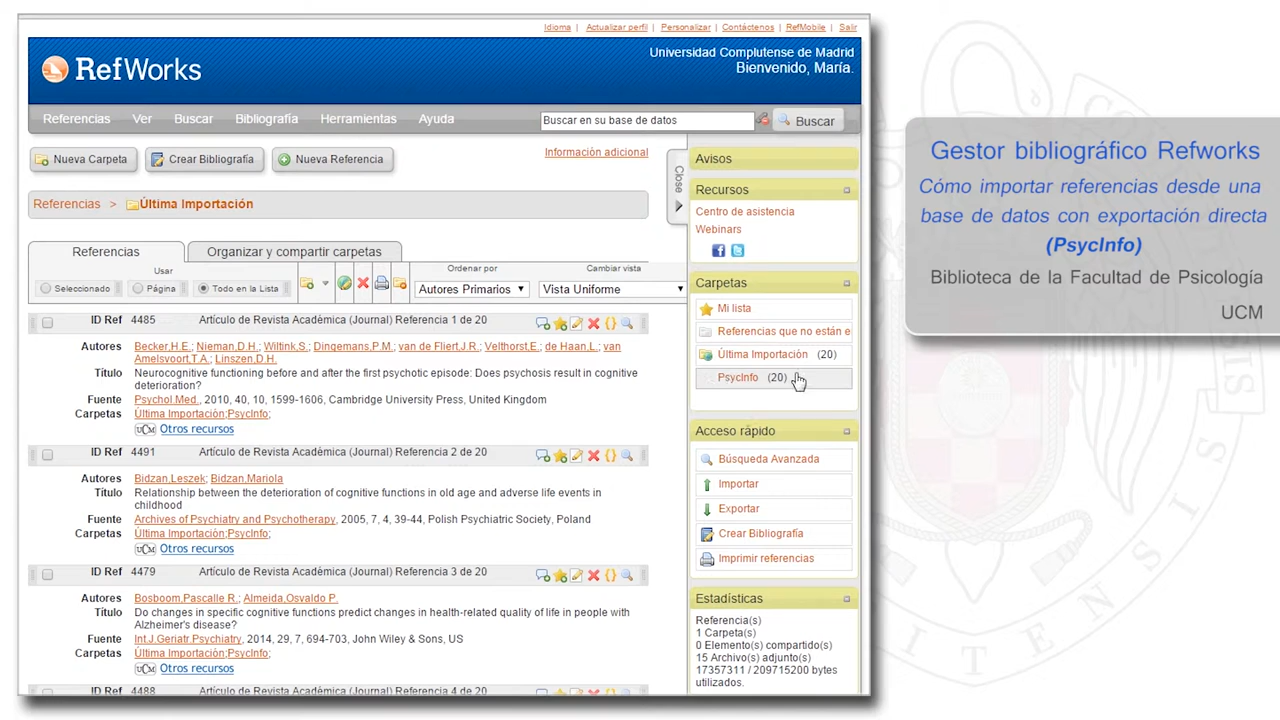 Idioma | Actualizar perfil | Personalizar | Contáctenos | RefMobile | Salir
RefWorks
Universidad Complutense de Madrid
Bienvenido, María.
Referencias Ver Buscar Bibliografía Herramientas Ayuda
Buscar en su base de datos
Buscar
Nueva Carpeta
Crear Bibliografía
Nueva Referencia
Información adicional
Referencias > Última Importación
Referencias
Organizar y compartir carpetas
Usar
Seleccionado Página Todo en la Lista
Ordenar por
Autores Primarios
Cambiar vista
Vista Uniforme
ID Ref 4485 Artículo de Revista Académica (Journal) Referencia 1 de 20
Autores Becker,H.E.; Nieman,D.H.; Wiltink,S.; Dingemans,P.M.; van de Fliert,J.R.; Velthorst,E.; de Haan,L.; van
Amelsvoort,T.A.; Linszen,D.H.
Título Neurocognitive functioning before and after the first psychotic episode: Does psychosis result in cognitive
deterioration?
Fuente Psychol.Med., 2010, 40, 10, 1599-1606, Cambridge University Press, United Kingdom
Carpetas Última Importación;PsycInfo;
UCM Otros recursos
ID Ref 4491 Artículo de Revista Académica (Journal) Referencia 2 de 20
Autores Bidzan,Leszek; Bidzan,Mariola
Título Relationship between the deterioration of cognitive functions in old age and adverse life events in
childhood
Fuente Archives of Psychiatry and Psychotherapy, 2005, 7, 4, 39-44, Polish Psychiatric Society, Poland
Carpetas Última Importación;PsycInfo;
UCM Otros recursos
ID Ref 4479 Artículo de Revista Académica (Journal) Referencia 3 de 20
Autores Bosboom,Pascalle R.; Almeida,Osvaldo P.
Título Do changes in specific cognitive functions predict changes in health-related quality of life in people with
Alzheimer's disease?
Fuente Int.J.Geriatr.Psychiatry, 2014, 29, 7, 694-703, John Wiley & Sons, US
Carpetas Última Importación;PsycInfo;
UCM Otros recursos
ID Ref 4488 Artículo de Revista Académica (Journal) Referencia 4 de 20
Close
Avisos
Recursos
Centro de asistencia
Webinars
Carpetas
Mi lista
Referencias que no están e
Última Importación (20)
PsycInfo (20)
Acceso rápido
Búsqueda Avanzada
Importar
Exportar
Crear Bibliografía
Imprimir referencias
Estadísticas
Referencia(s)
1 Carpeta(s)
0 Elemento(s) compartido(s)
15 Archivo(s) adjunto(s)
17357311 / 209715200 bytes
utilizados.
Gestor bibliográfico Refworks
Cómo importar referencias desde una
base de datos con exportación directa
(PsycInfo)
Biblioteca de la Facultad de Psicología
UCM